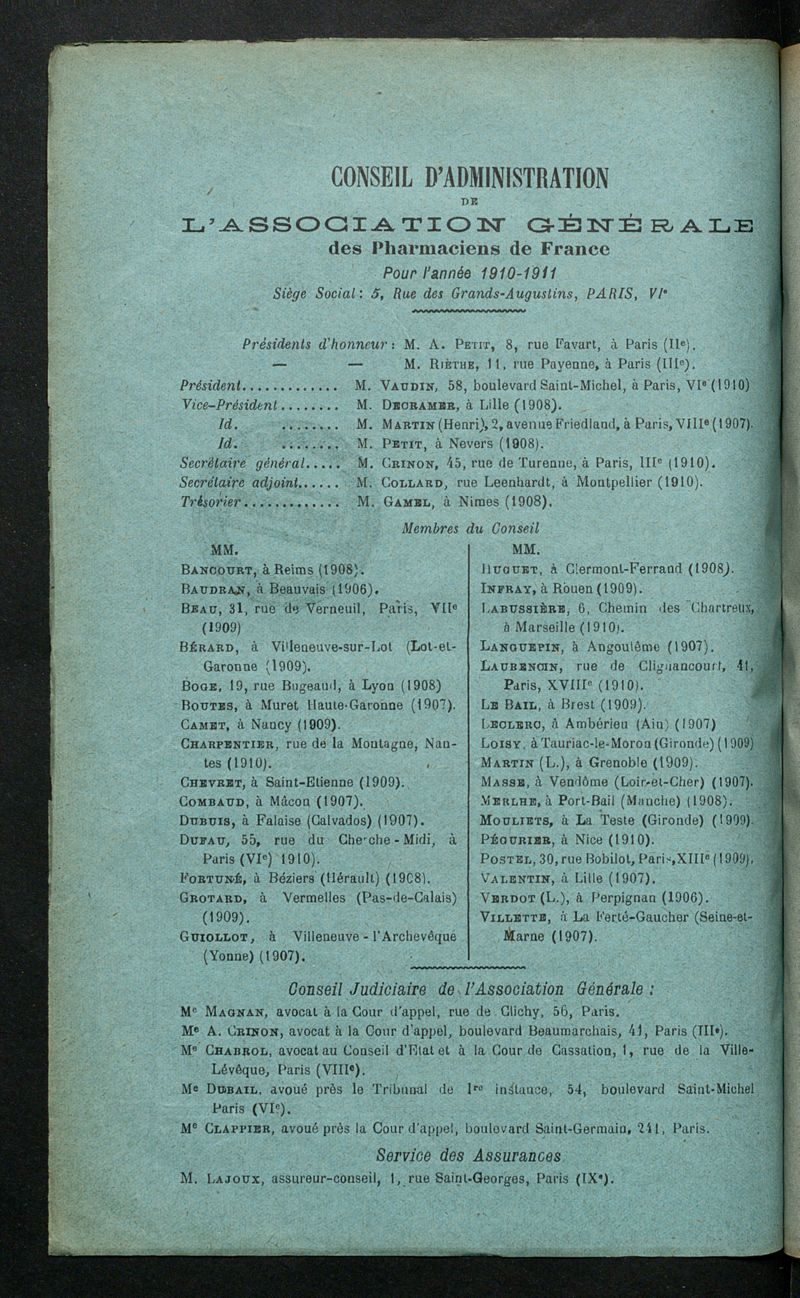 CONSEIL D'ADMINISTRATION
DE
L'ASSOCIATION GÉNÉRALE
des Pharmaciens de France
Pour l'année 1910-1911
Siège Social: 5, Rue des Grands-Augustins, PARIS, VIe
Présidents d'honneur: M. A. PETIT, 8, rue Favart, à Paris (IIe).
— — M. RIÈTHE, 11, rue Payenne, à Paris (IIIe).
Président............. M. VAUDIN, 58, boulevard Saint-Michel, à Paris, VIe (1910)
Vice-Président........ M. DECRAMER, à Lille (1908).
Id. ........ M. MARTIN (Henri), 2, avenue Friedland, à Paris, VIIIe (1907).
Id. ........ M. PETIT, à Nevers (1908).
Secrétaire général..... M. CRINON, 45, rue de Turenne, à Paris, IIIe (1910).
Secrétaire adjoint...... M. COLLARD, rue Leenhardt, à Montpellier (1910).
Trésorier............. M. GAMEL, à Nimes (1908).
Membres du Conseil
MM.
BANCOURT, à Reims (1908).
BAUDRAN, à Beauvais (1906).
BEAU, 31, rue de Verneuil, Paris, VIIe
(1909)
BÉRARD, à Villeneuve-sur-Lot (Lot-et-
Garonne (1909).
BOGE, 19, rue Bugeaud, à Lyon (1908)
BOUTES, à Muret Haute-Garonne (1907).
CAMET, à Nancy (1909).
CHARPENTIER, rue de la Montagne, Nan-
tes (1910).
CHEVRET, à Saint-Etienne (1909).
COMBAUD, à Mâcon (1907).
DUBUIS, à Falaise (Calvados) (1907).
DUFAU, 55, rue du Cherche-Midi, à
Paris (VIe) 1910).
FORTUNÉ, à Béziers (Hérault) (1908).
GROTARD, à Vermelles (Pas-de-Calais)
(1909).
GUIOLLOT, à Villeneuve-l'Archevêque
(Yonne) (1907).
MM.
HUGUET, à Clermont-Ferrand (1908).
INFRAY, à Rouen (1909).
LABUSSIÈRE, 6, Chemin des Chartreux,
à Marseille (1910).
LANGUEPIN, à Angoulême (1907).
LAURENCIN, rue de Clignancourt, 41,
Paris, XVIIIe (1910).
LE BAIL, à Brest (1909).
LECLERC, à Ambérieu (Ain) (1907)
LOISY, à Tauriac-le-Moron (Gironde) (1909)
MARTIN (L.), à Grenoble (1909).
MASSE, à Vendôme (Loir-et-Cher) (1907).
MERLHE, à Port-Bail (Manche) (1908).
MOULIETS, à La Teste (Gironde) (1909).
PÉGURIER, à Nice (1910).
POSTEL, 30, rue Bobilot, Paris, XIIIe (1909).
VALENTIN, à Lille (1907).
VERDOT (L.), à Perpignan (1906).
VILLETTE, à La Ferté-Gaucher (Seine-et-
Marne (1907).
Conseil Judiciaire de l'Association Générale :
Me MAGNAN, avocat à la Cour d'appel, rue de Clichy, 56, Paris.
Me A. CRINON, avocat à la Cour d'appel, boulevard Beaumarchais, 41, Paris (IIIe).
Me CHABROL, avocat au Conseil d'Etat et à la Cour de Cassation, 1, rue de la Ville-
Lévêque, Paris (VIIIe).
Me DUBAIL, avoué près le Tribunal de 1re instance, 54, boulevard Saint-Michel
Paris (VIe).
Me CLAPPIER, avoué près la Cour d'appel, boulevard Saint-Germain, 241, Paris.
Service des Assurances
M. LAJOUX, assureur-conseil, 1, rue Saint-Georges, Paris (IXe).